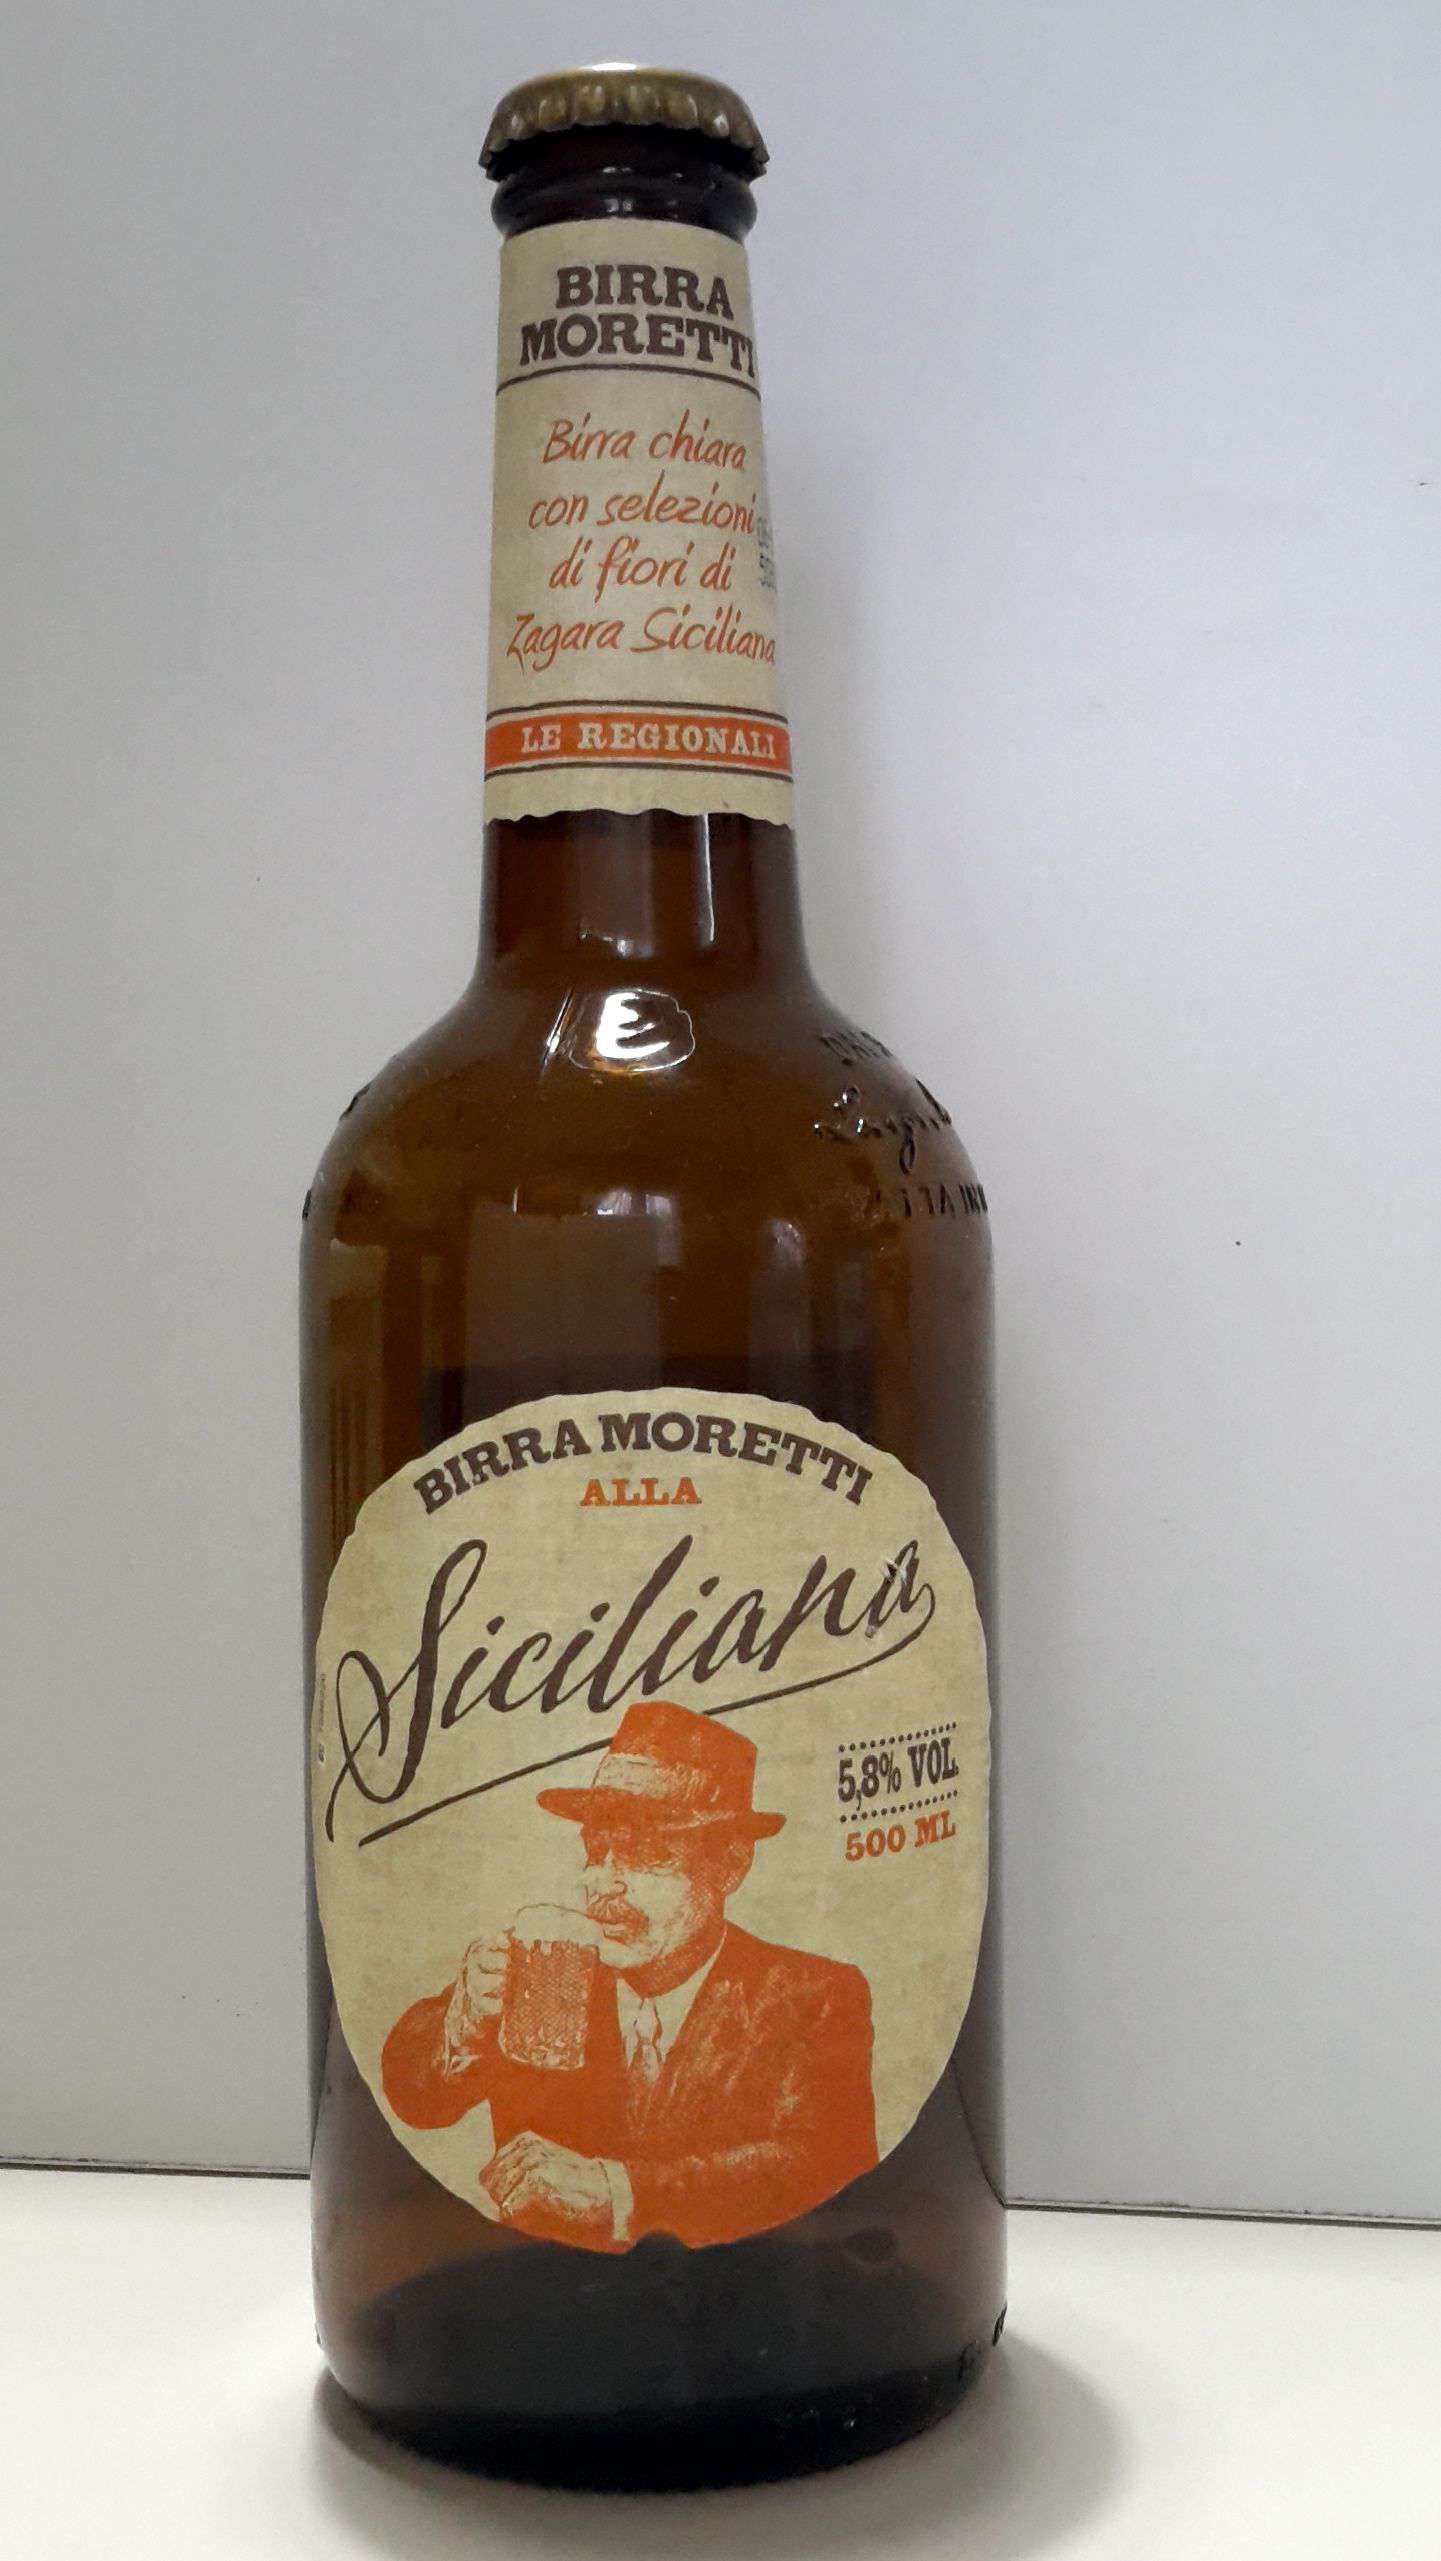 BIRRA
MORETTI
Birra chiara
con selezioni
di fiori di
Zagara Siciliana
LE REGIONALI
BIRRA MORETTI
ALLA
Siciliana
5,8% VOL.
500 ML